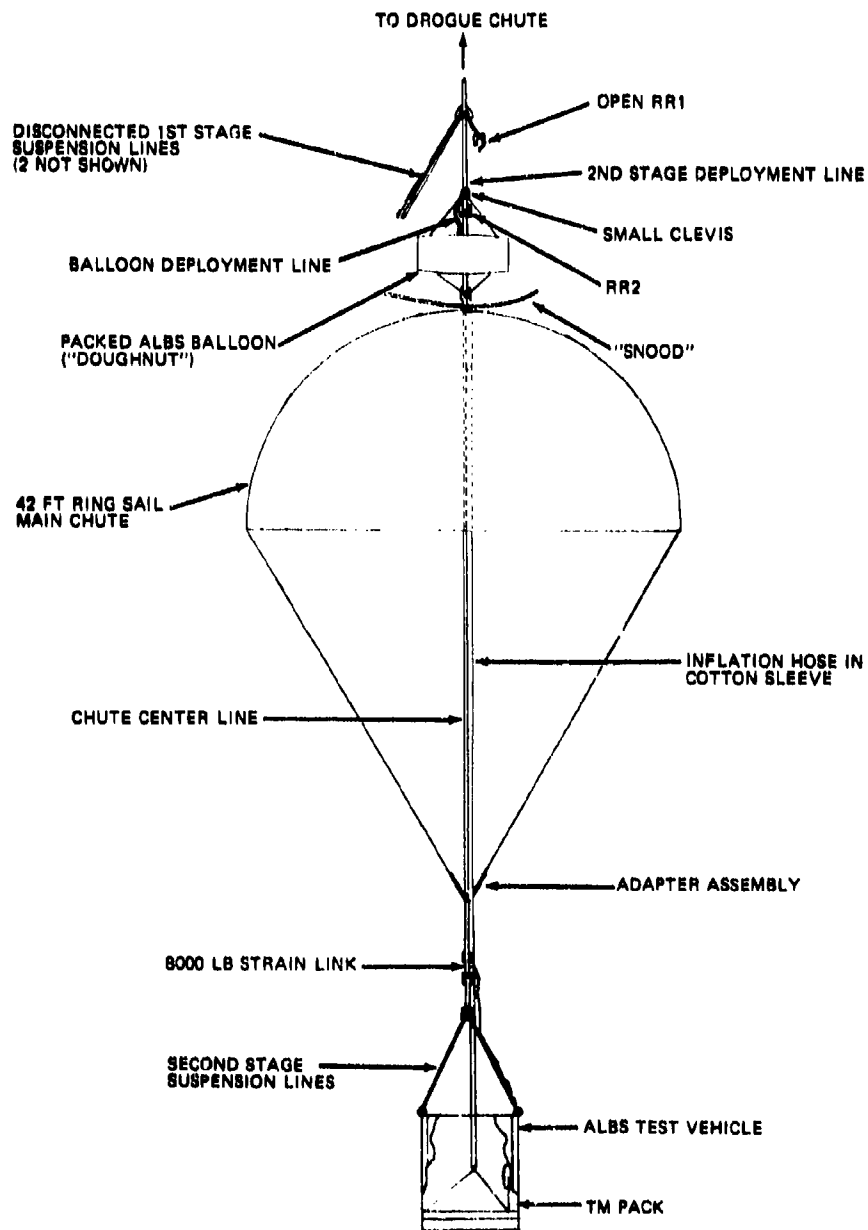 TO DROGUE CHUTE
OPEN RR1
DISCONNECTED 1ST STAGE
SUSPENSION LINES
(2 NOT SHOWN)
2ND STAGE DEPLOYMENT LINE
SMALL CLEVIS
BALLOON DEPLOYMENT LINE
RR2
PACKED ALBS BALLOON
("DOUGHNUT")
"SNOOD"
42 FT RING SAIL
MAIN CHUTE
INFLATION HOSE IN
COTTON SLEEVE
CHUTE CENTER LINE
ADAPTER ASSEMBLY
8000 LB STRAIN LINK
SECOND STAGE
SUSPENSION LINES
ALBS TEST VEHICLE
TM PACK